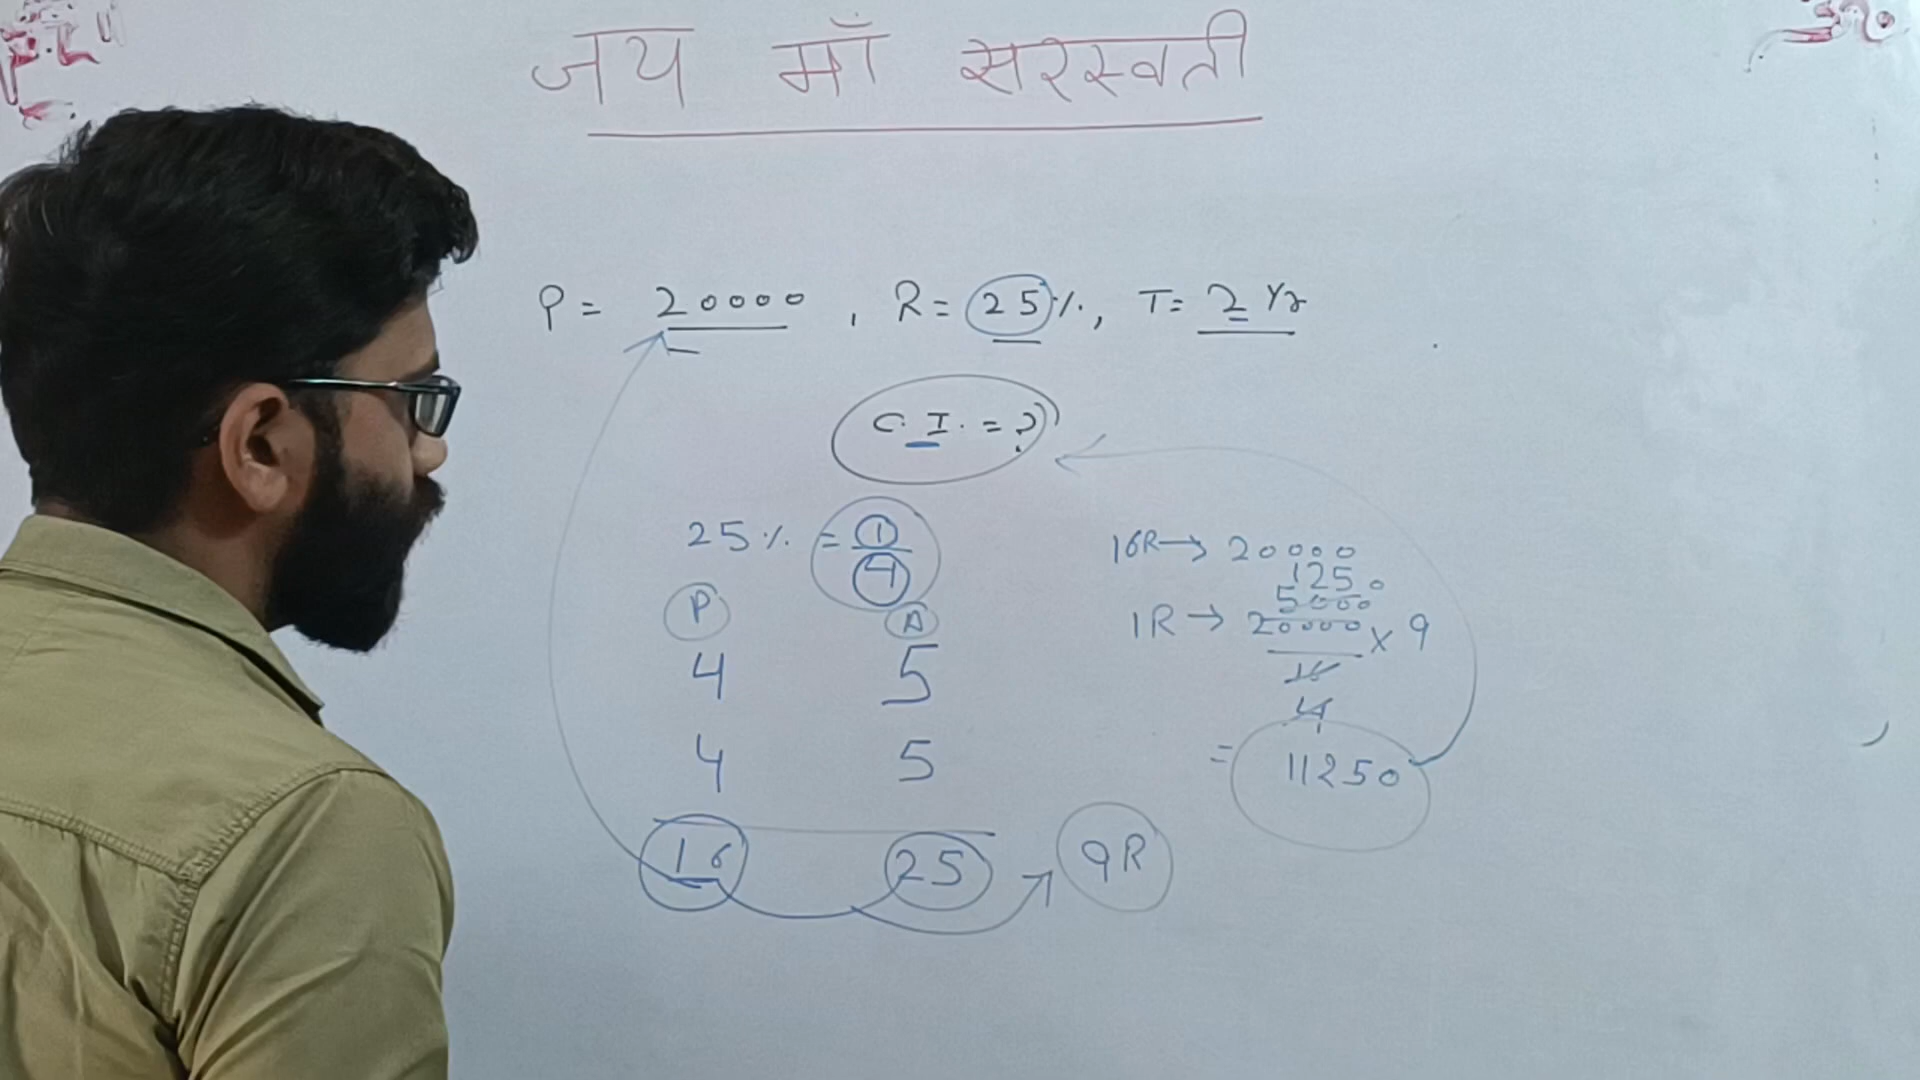 जय माँ सरस्वती
P = 20000, R = 25%, T = 2 Yr
C.I. = ?
25% = 1/4
P A
4 5
4 5
16 25 9R
16R → 20000
1250
5000
1R → 20000 × 9
16
4
= 11250